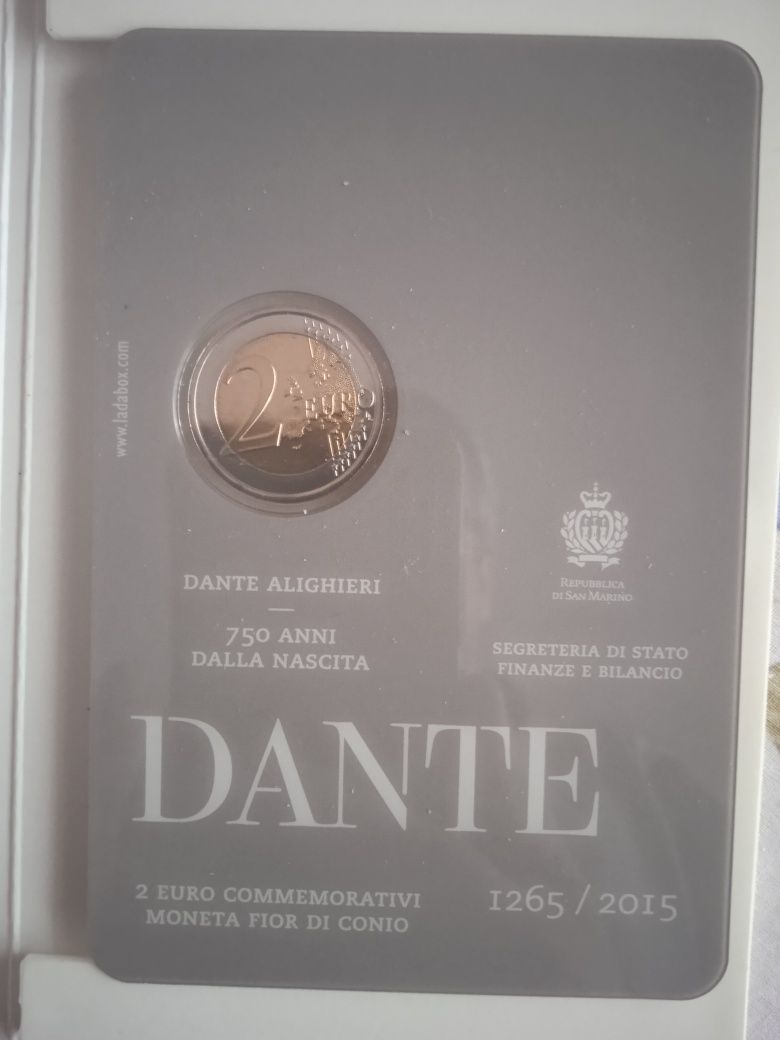 www.ladabox.com
2 EURO
DANTE ALIGHIERI
750 ANNI
DALLA NASCITA
REPUBBLICA
DI SAN MARINO
SEGRETERIA DI STATO
FINANZE E BILANCIO
DANTE
2 EURO COMMEMORATIVI
MONETA FIOR DI CONIO
1265 / 2015